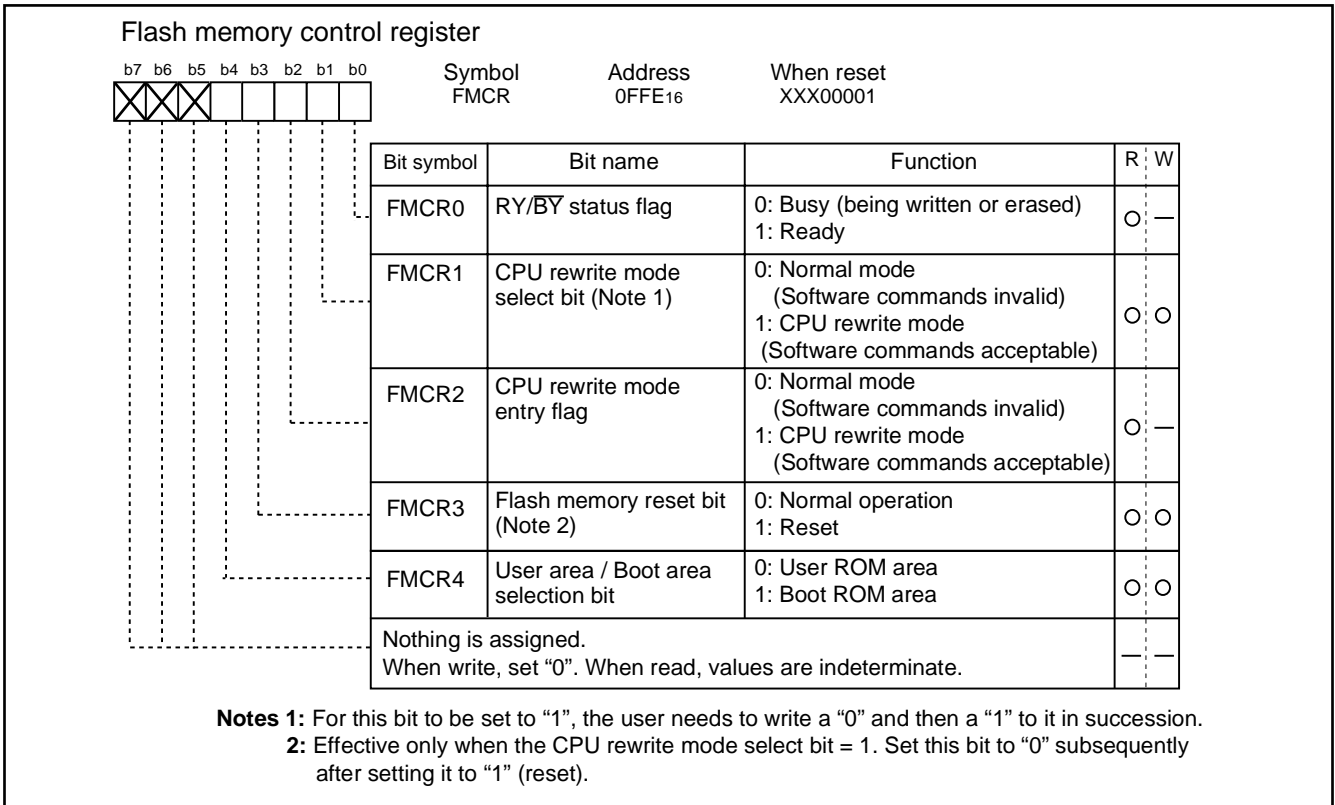 Flash memory control register
b7 b6 b5 b4 b3 b2 b1 b0
Symbol Address When reset
FMCR 0FFE16 XXX00001
Bit symbol Bit name Function R W
FMCR0 RY/BY status flag 0: Busy (being written or erased)
1: Ready
FMCR1 CPU rewrite mode 0: Normal mode
select bit (Note 1) (Software commands invalid)
1: CPU rewrite mode
(Software commands acceptable)
FMCR2 CPU rewrite mode 0: Normal mode
entry flag (Software commands invalid)
1: CPU rewrite mode
(Software commands acceptable)
FMCR3 Flash memory reset bit 0: Normal operation
(Note 2) 1: Reset
FMCR4 User area / Boot area 0: User ROM area
selection bit 1: Boot ROM area
Nothing is assigned.
When write, set “0”. When read, values are indeterminate.
Notes 1: For this bit to be set to “1”, the user needs to write a “0” and then a “1” to it in succession.
2: Effective only when the CPU rewrite mode select bit = 1. Set this bit to “0” subsequently
after setting it to “1” (reset).